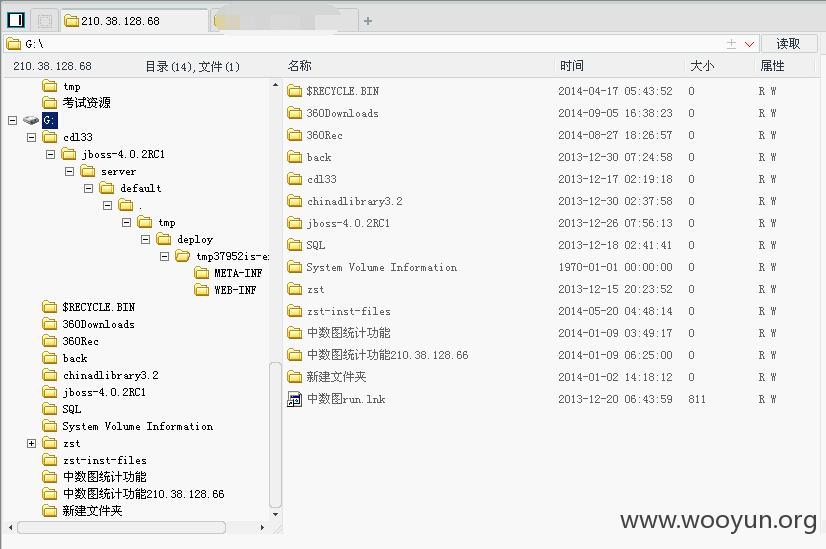 210.38.128.68
G:\
读取
210.38.128.68 目录(14),文件(1) 名称 时间 大小 属性
tmp
考试资源
G:
cdl33
jboss-4.0.2RC1
server
default
.
tmp
deploy
tmp37952is-e
META-INF
WEB-INF
$RECYCLE.BIN
360Downloads
360Rec
back
chinadlibrary3.2
jboss-4.0.2RC1
SQL
System Volume Information
zst
zst-inst-files
中数图统计功能
中数图统计功能210.38.128.66
新建文件夹
$RECYCLE.BIN 2014-04-17 05:43:52 0 R W
360Downloads 2014-09-05 16:38:23 0 R W
360Rec 2014-08-27 18:26:57 0 R W
back 2013-12-30 07:24:58 0 R W
cdl33 2013-12-17 02:19:18 0 R W
chinadlibrary3.2 2013-12-30 02:37:58 0 R W
jboss-4.0.2RC1 2013-12-26 07:56:13 0 R W
SQL 2013-12-18 02:41:41 0 R W
System Volume Information 1970-01-01 00:00:00 0 R W
zst 2013-12-15 20:23:52 0 R W
zst-inst-files 2014-05-20 04:48:14 0 R W
中数图统计功能 2014-01-09 03:49:17 0 R W
中数图统计功能210.38.128.66 2014-01-09 06:25:00 0 R W
新建文件夹 2014-01-02 14:18:12 0 R W
中数图run.lnk 2013-12-20 06:43:59 811 R W
www.wooyun.org